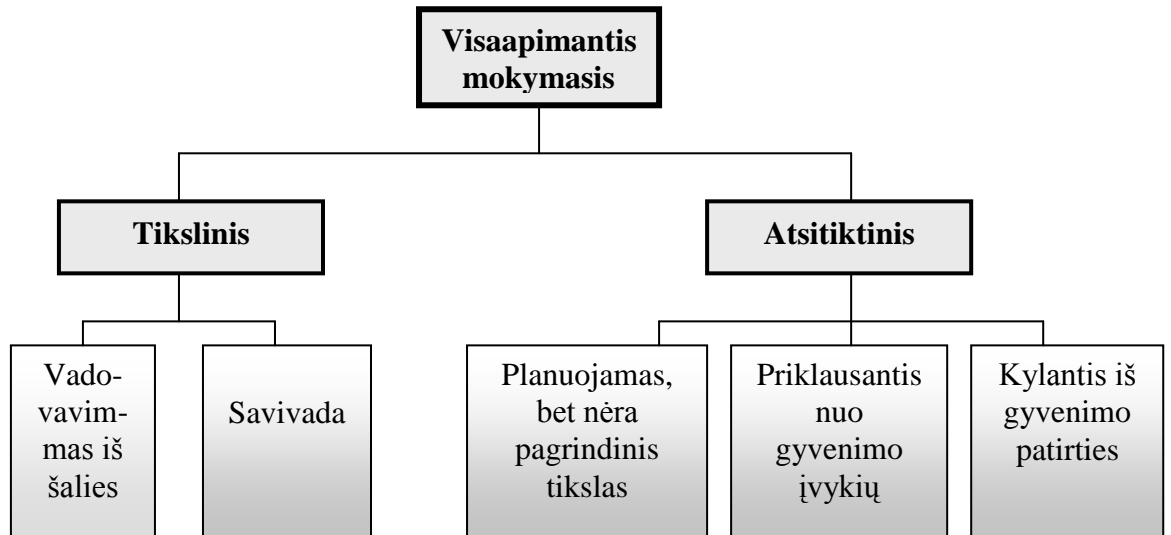 Visaapimantis
mokymasis
Tikslinis
Atsitiktinis
Vado-
vavim-
mas iš
šalies
Savivada
Planuojamas,
bet nėra
pagrindinis
tikslas
Priklausantis
nuo
gyvenimo
įvykių
Kylantis iš
gyvenimo
patirties